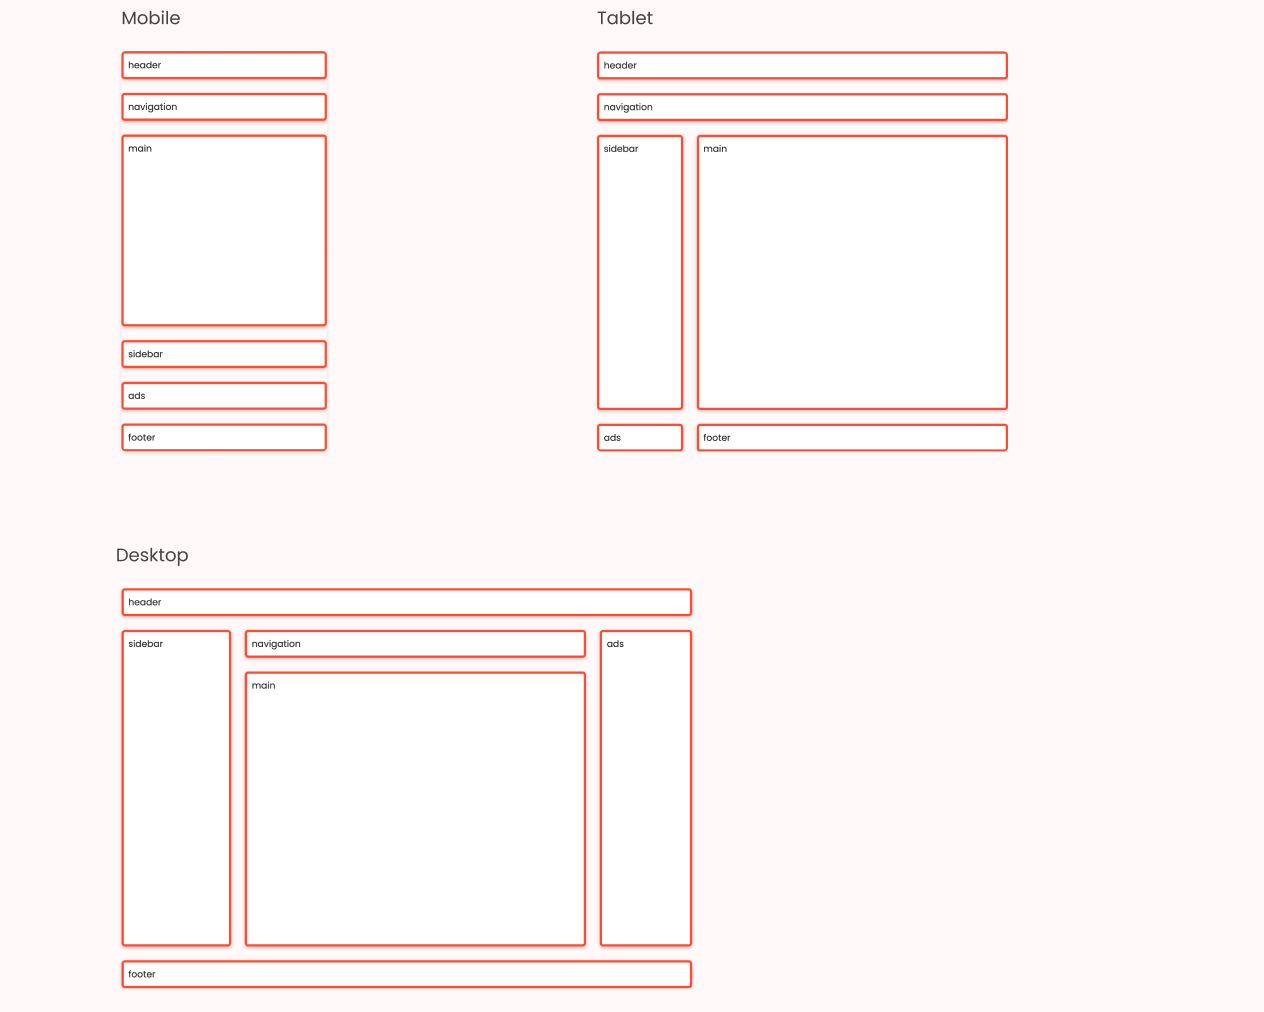 Mobile
header
navigation
main
sidebar
ads
footer
Tablet
header
navigation
sidebar
main
ads
footer
Desktop
header
sidebar
navigation
ads
main
footer